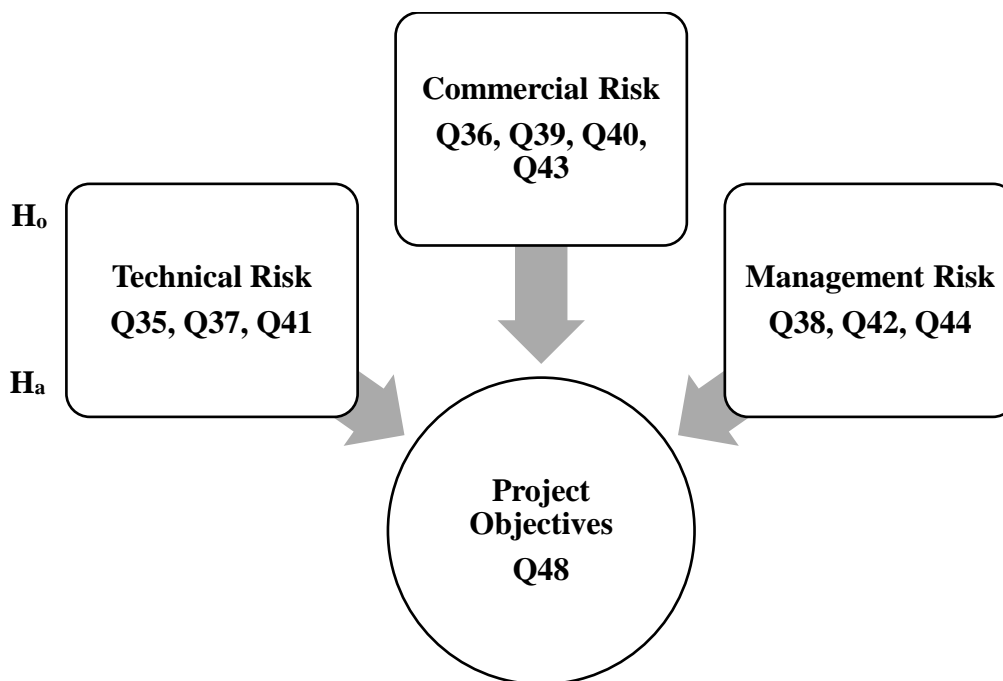 Commercial Risk
Q36, Q39, Q40,
Q43
Hₒ
Technical Risk
Q35, Q37, Q41
Management Risk
Q38, Q42, Q44
Hₐ
Project
Objectives
Q48